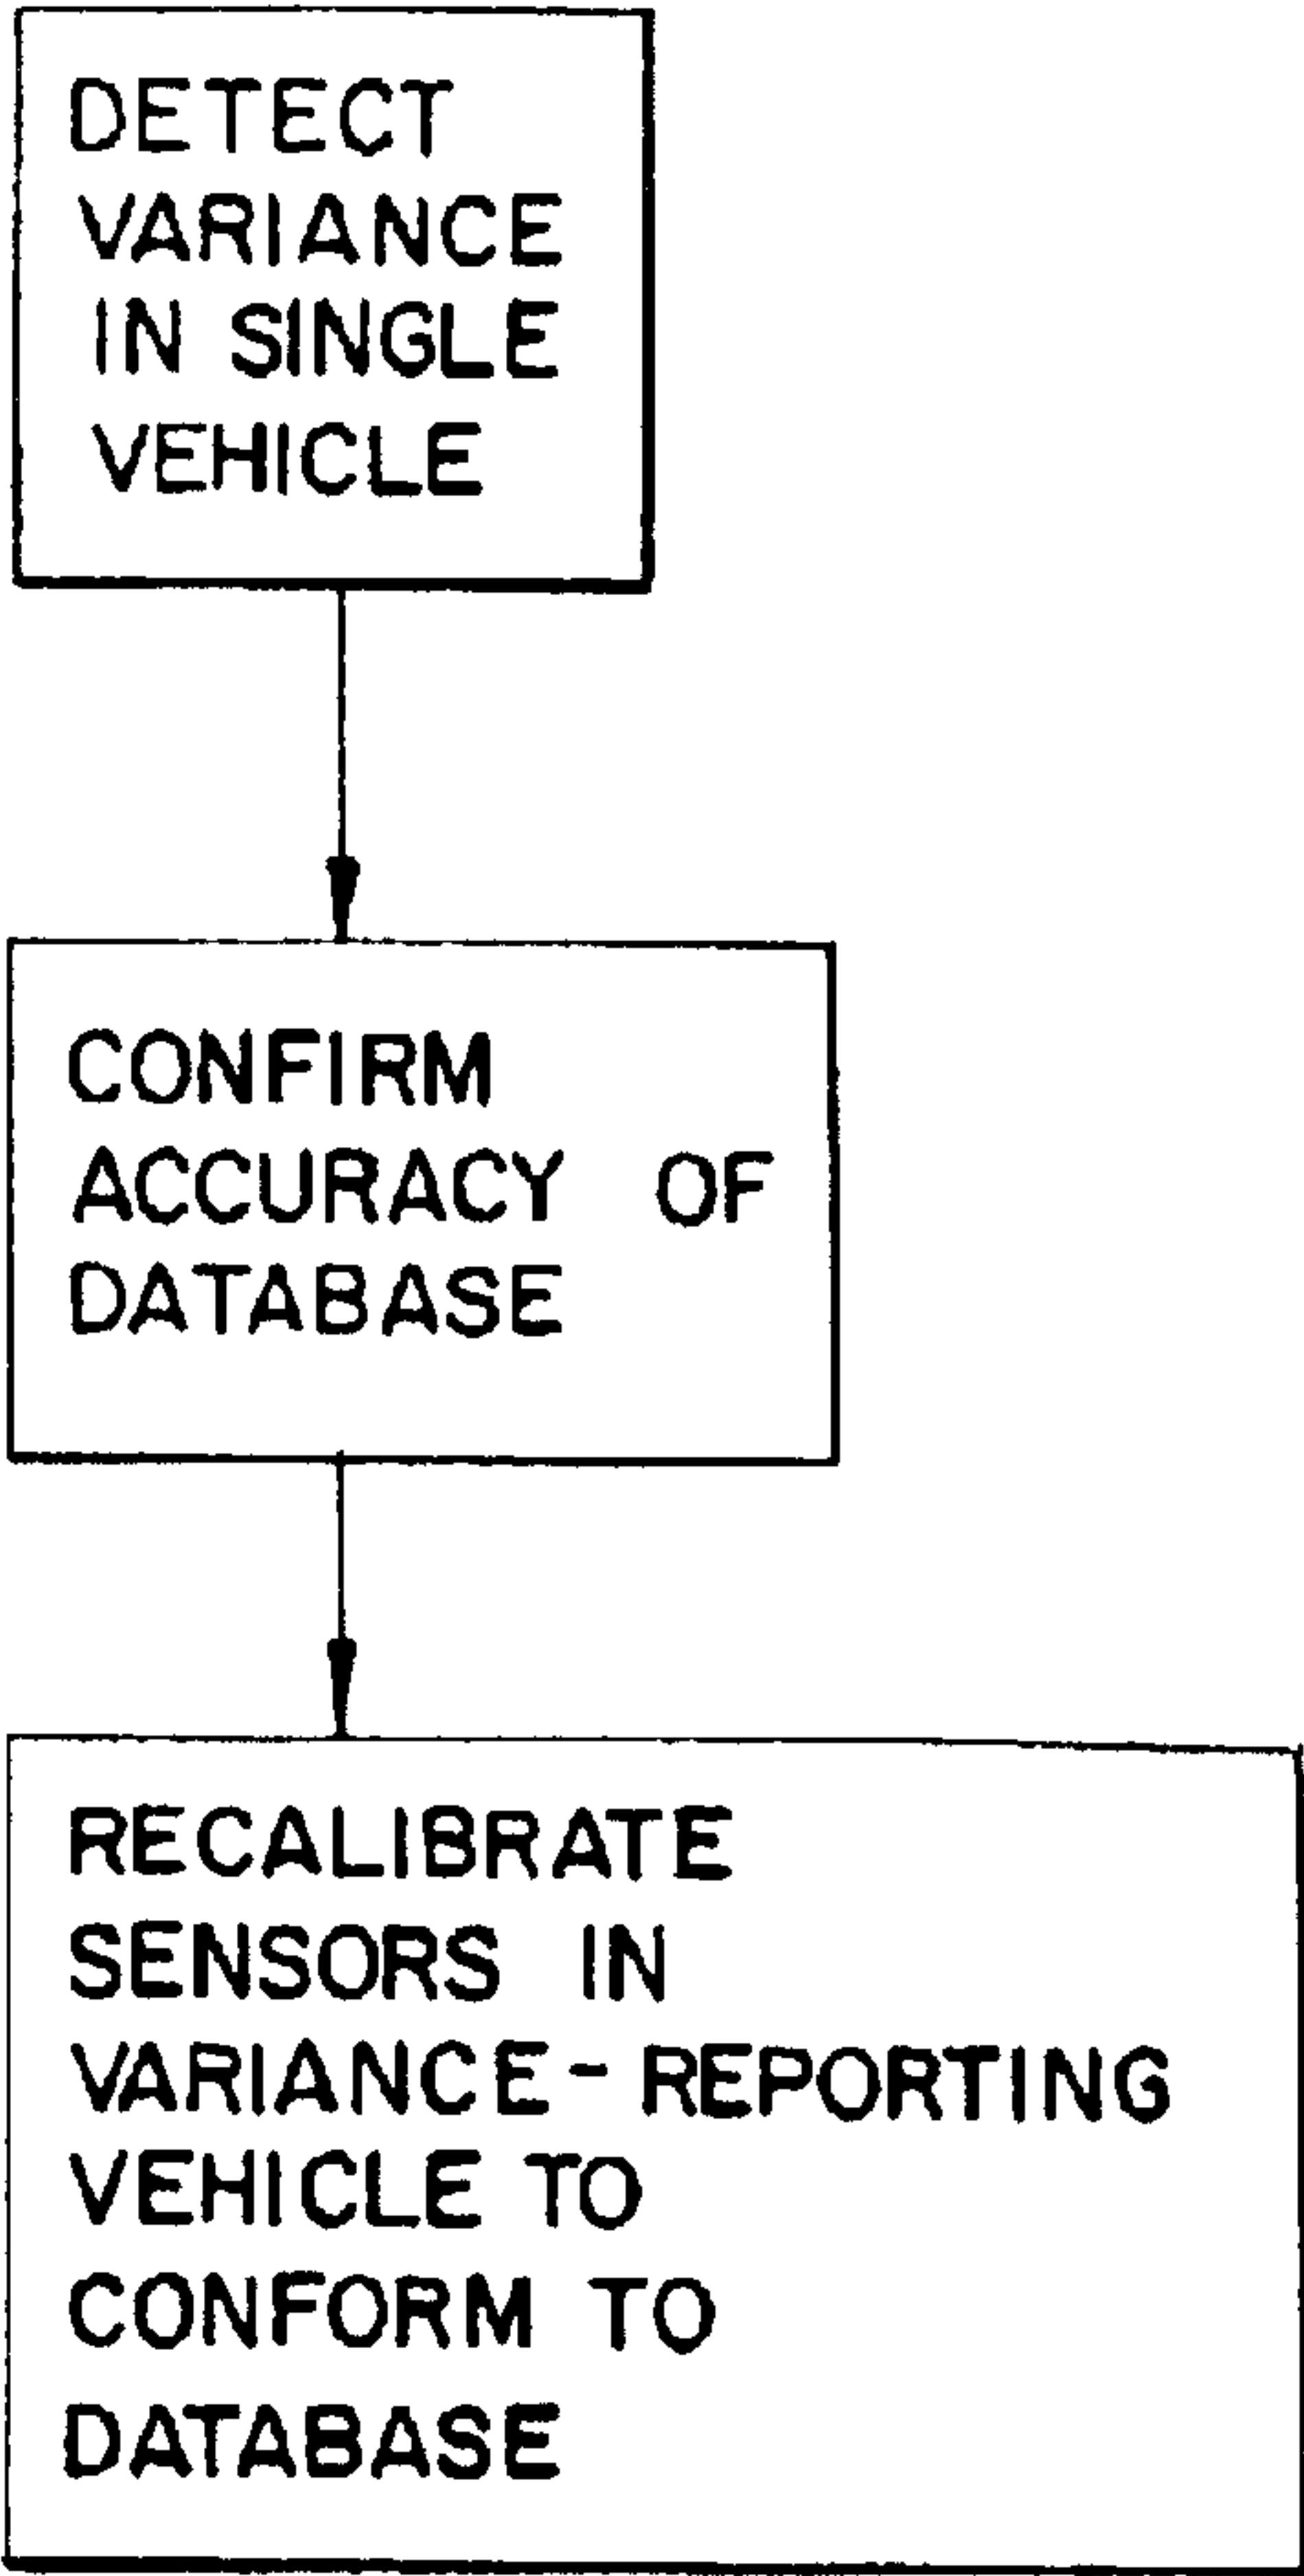 DETECT
VARIANCE
IN SINGLE
VEHICLE
CONFIRM
ACCURACY OF
DATABASE
RECALIBRATE
SENSORS IN
VARIANCE-REPORTING
VEHICLE TO
CONFORM TO
DATABASE